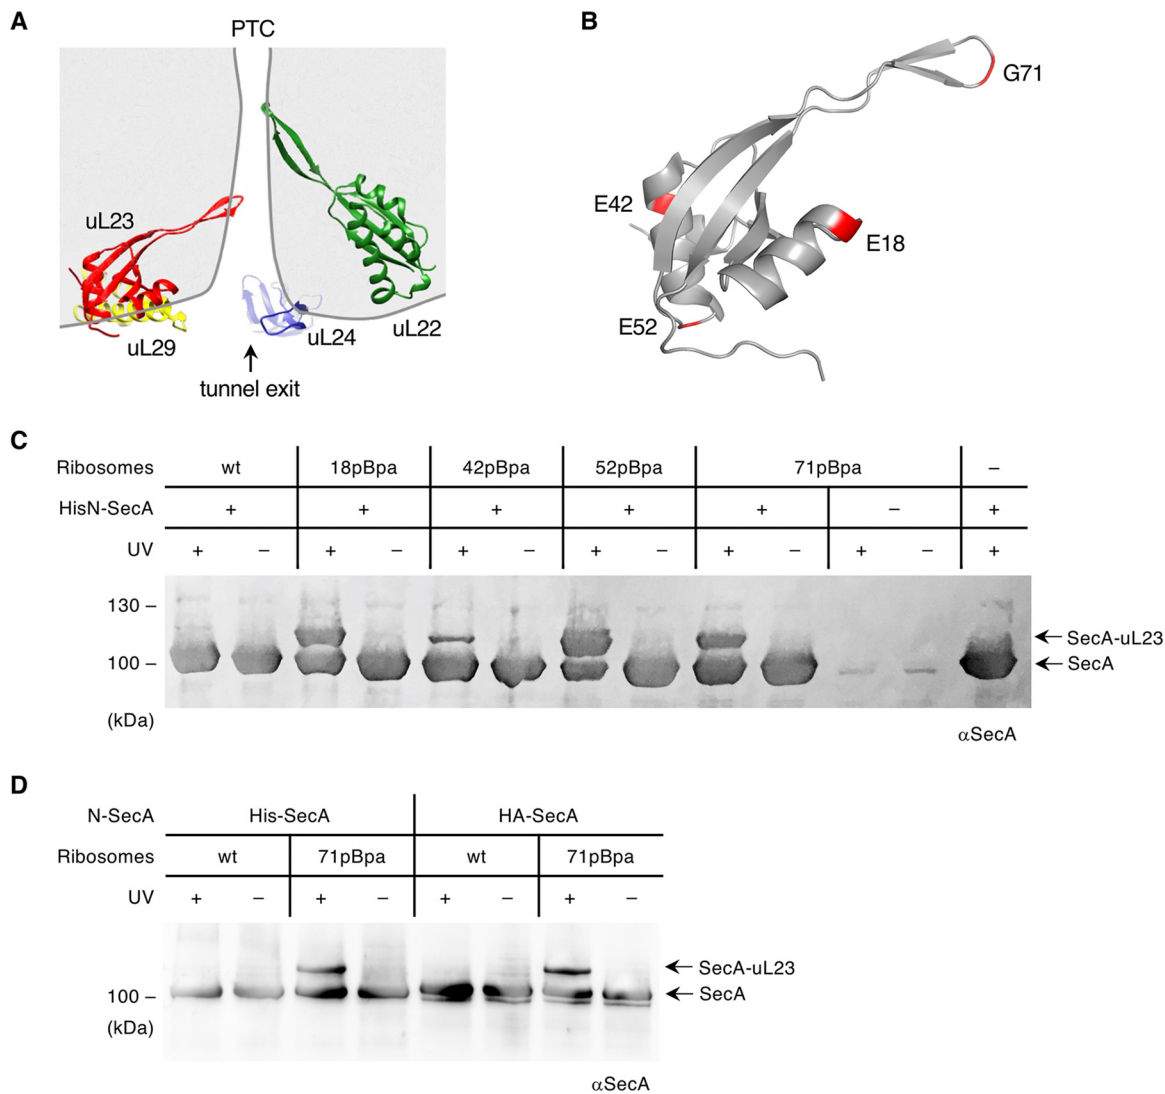 A
PTC
uL23
uL29
uL24
uL22
tunnel exit
B
G71
E42
E18
E52
C
Ribosomes wt 18pBpa 42pBpa 52pBpa 71pBpa –
HisN-SecA + + + + + – +
UV + – + – + – + – + – + – +
130 –
SecA-uL23
100 –
SecA
(kDa)
αSecA
D
N-SecA His-SecA HA-SecA
Ribosomes wt 71pBpa wt 71pBpa
UV + – + – + – + –
SecA-uL23
100 –
SecA
(kDa)
αSecA